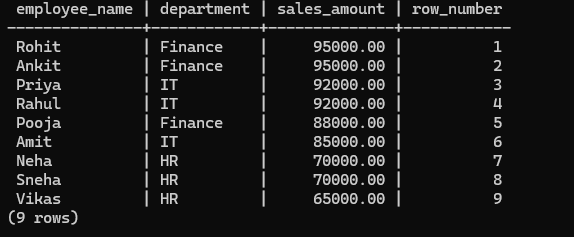 employee_name | department | sales_amount | row_number
---------------+------------+--------------+------------
Rohit | Finance | 95000.00 | 1
Ankit | Finance | 95000.00 | 2
Priya | IT | 92000.00 | 3
Rahul | IT | 92000.00 | 4
Pooja | Finance | 88000.00 | 5
Amit | IT | 85000.00 | 6
Neha | HR | 70000.00 | 7
Sneha | HR | 70000.00 | 8
Vikas | HR | 65000.00 | 9
(9 rows)